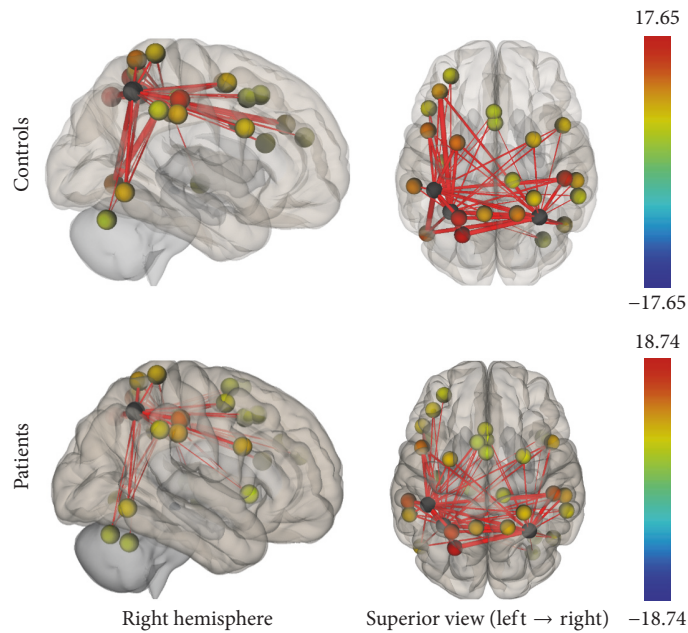 17.65
Controls
−17.65
18.74
Patients
−18.74
Right hemisphere
Superior view (left → right)